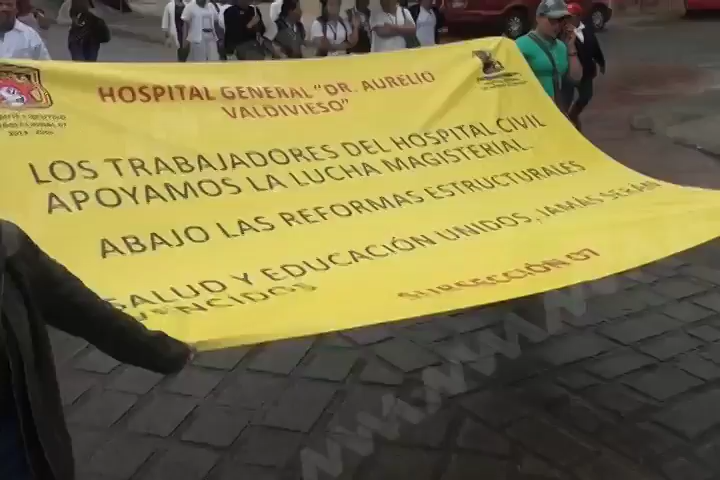 HOSPITAL GENERAL "DR. AURELIO
VALDIVIESO"
LOS TRABAJADORES DEL HOSPITAL CIVIL
APOYAMOS LA LUCHA MAGISTERIAL.
ABAJO LAS REFORMAS ESTRUCTURALES
SALUD Y EDUCACIÓN UNIDOS, JAMÁS SERÁN
VENCIDOS
SUBSECCIÓN 07